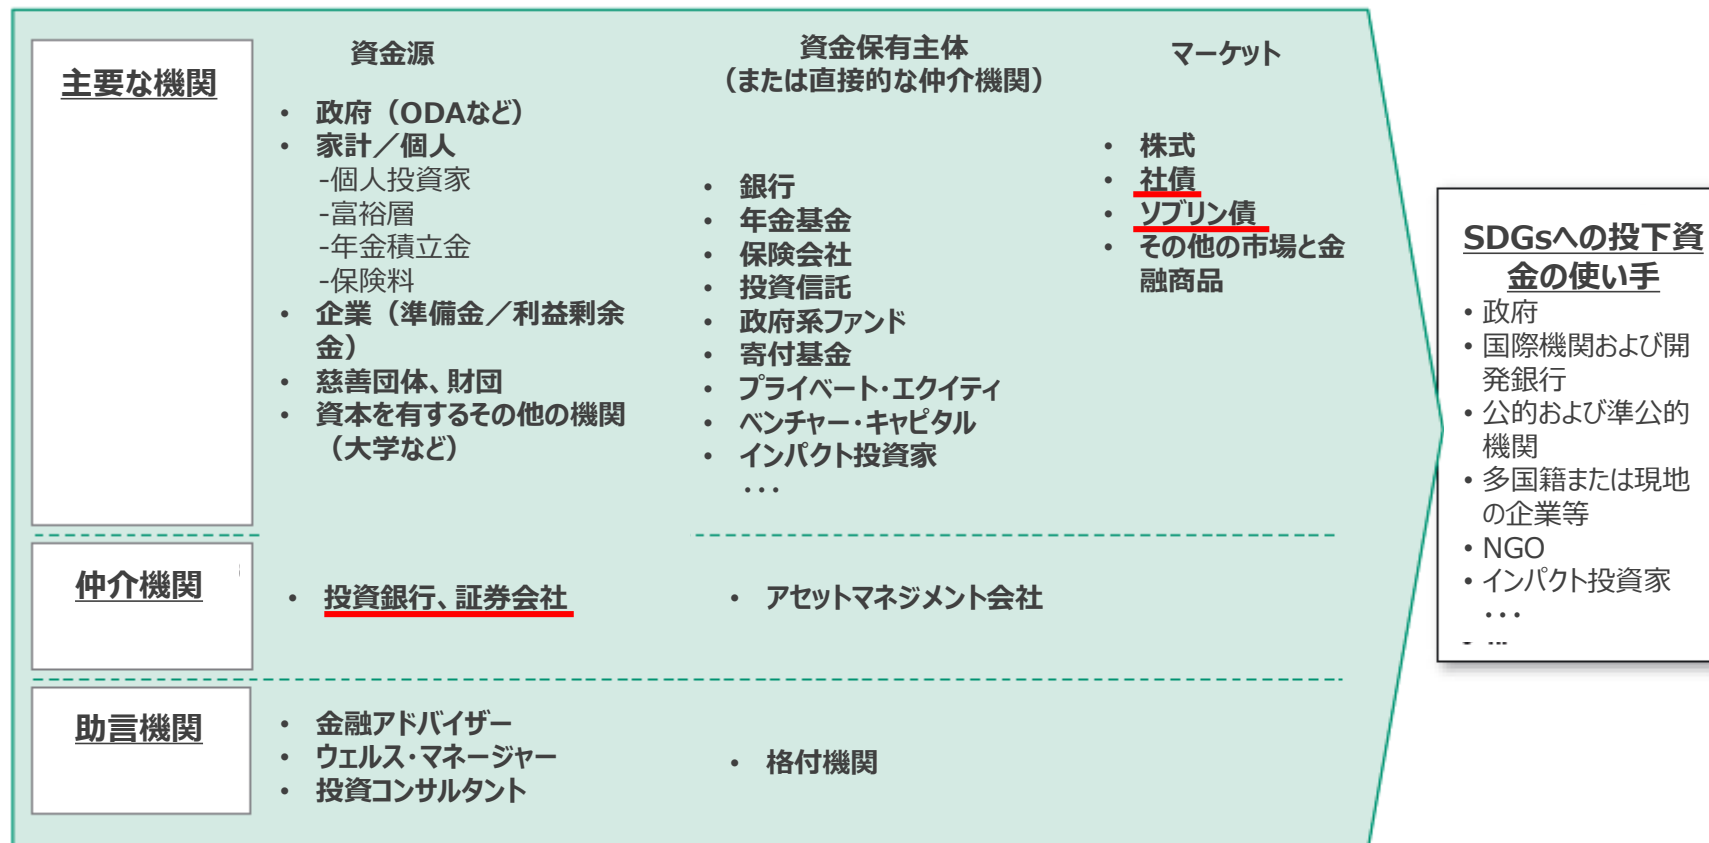 主要な機関
資金源
・ 政府（ODAなど）
・ 家計／個人
-個人投資家
-富裕層
-年金積立金
-保険料
・ 企業（準備金／利益剰余
金）
・ 慈善団体、財団
・ 資本を有するその他の機関
（大学など）
資金保有主体
（または直接的な仲介機関）
・ 銀行
・ 年金基金
・ 保険会社
・ 投資信託
・ 政府系ファンド
・ 寄付基金
・ プライベート・エクイティ
・ ベンチャー・キャピタル
・ インパクト投資家
・・・
マーケット
・ 株式
・ 社債
・ ソブリン債
・ その他の市場と金
融商品
仲介機関
・ 投資銀行、証券会社
・ アセットマネジメント会社
助言機関
・ 金融アドバイザー
・ ウェルス・マネージャー
・ 投資コンサルタント
・ 格付機関
SDGsへの投下資
金の使い手
・政府
・国際機関および開
発銀行
・公的および準公的
機関
・多国籍または現地
の企業等
・NGO
・インパクト投資家
・・・